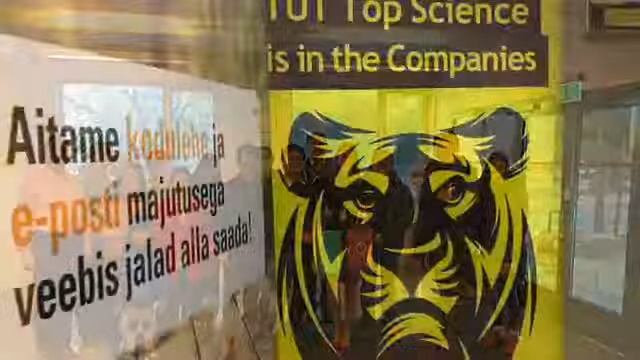 Aitame kodulehe ja
e-posti majutusega
veebis jalad alla saada!
TUT Top Science
is in the Companies